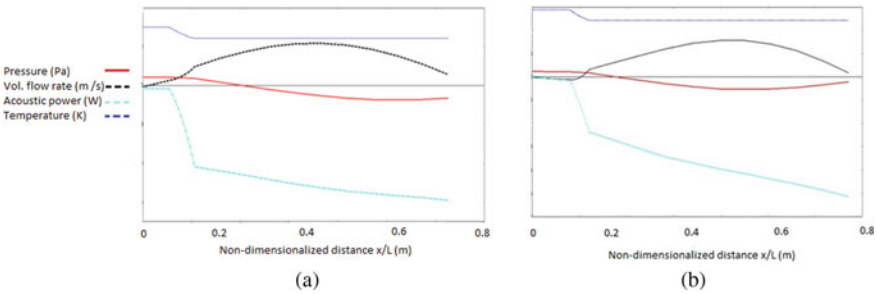 Pressure (Pa)
Vol. flow rate (m /s)
Acoustic power (W)
Temperature (K)
0 0.2 0.4 0.6 0.8
Non-dimensionalized distance x/L (m)
(a)
0 0.2 0.4 0.6 0.8
Non-dimensionalized distance x/L (m)
(b)